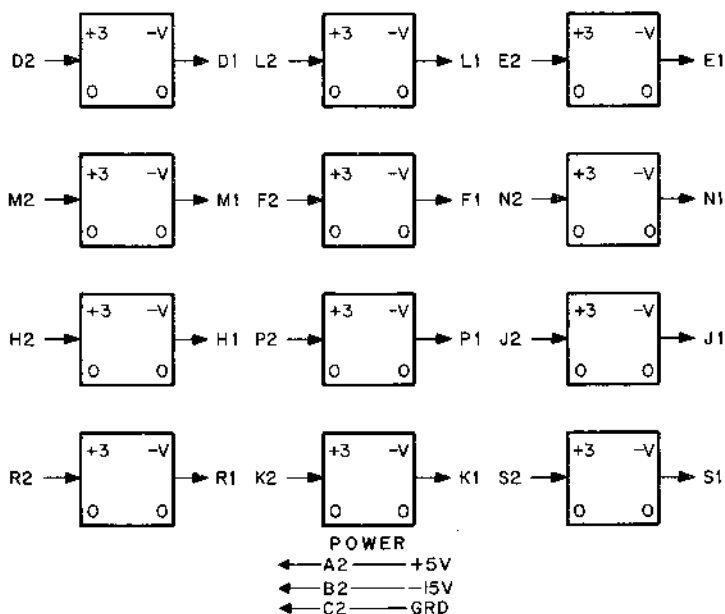 +3 -V +3 -V +3 -V
D2 D1 L2 L1 E2 E1
O O O O O O
+3 -V +3 -V +3 -V
M2 M1 F2 F1 N2 N1
O O O O O O
+3 -V +3 -V +3 -V
H2 H1 P2 P1 J2 J1
O O O O O O
+3 -V +3 -V +3 -V
R2 R1 K2 K1 S2 S1
O O O O O O
POWER
A2 +5V
B2 -15V
C2 GRD